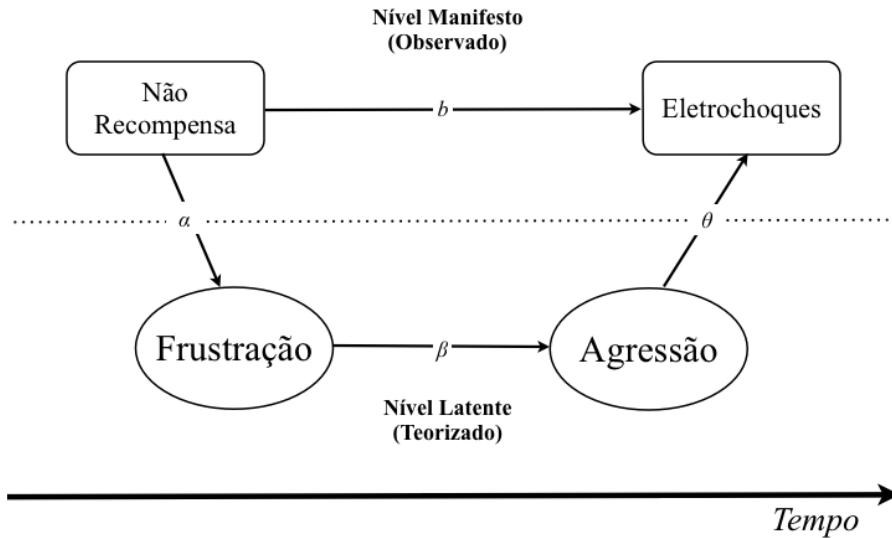 Nível Manifesto
(Observado)
Não
Recompensa
b
Eletrochoques
α
θ
Frustração
β
Agressão
Nível Latente
(Teorizado)
Tempo